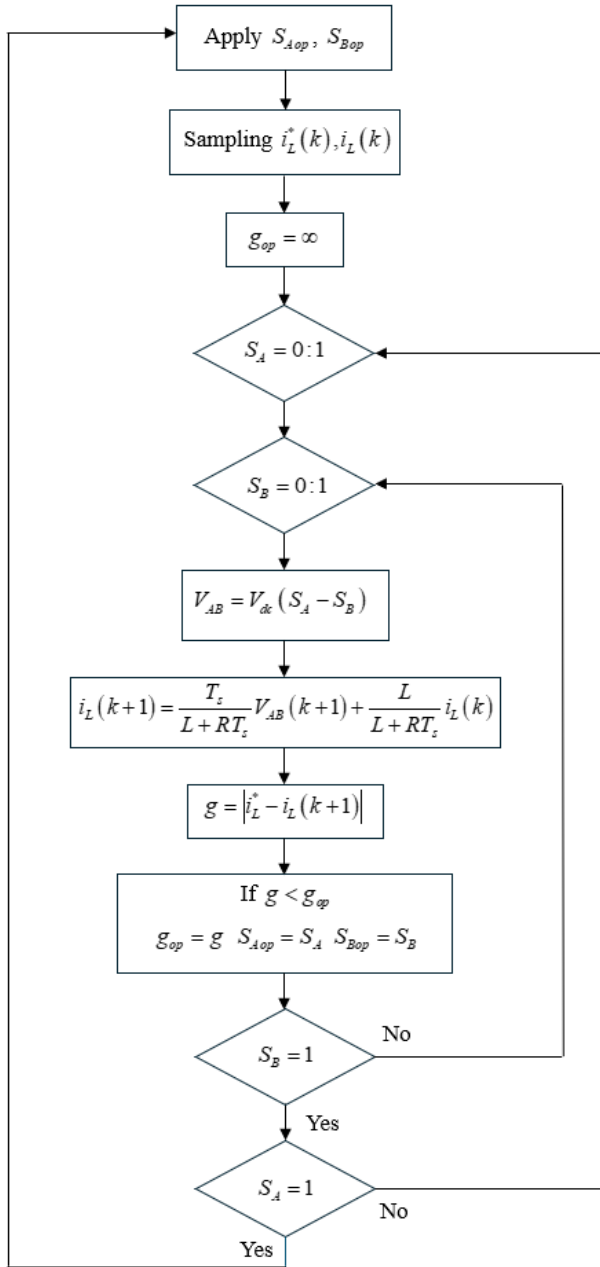 Apply S_{Aop}, S_{Bop}
Sampling i_L^*(k), i_L(k)
g_{op} = ∞
S_A = 0:1
S_B = 0:1
V_{AB} = V_{dc}(S_A − S_B)
i_L(k+1) = \frac{T_s}{L+RT_s} V_{AB}(k+1) + \frac{L}{L+RT_s} i_L(k)
g = |i_L^* − i_L(k+1)|
If g < g_{op}
g_{op} = g S_{Aop} = S_A S_{Bop} = S_B
No
S_B = 1
Yes
S_A = 1
No
Yes